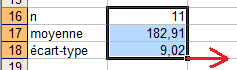 16 n 11
17 moyenne 182,91
18 écart-type 9,02
19